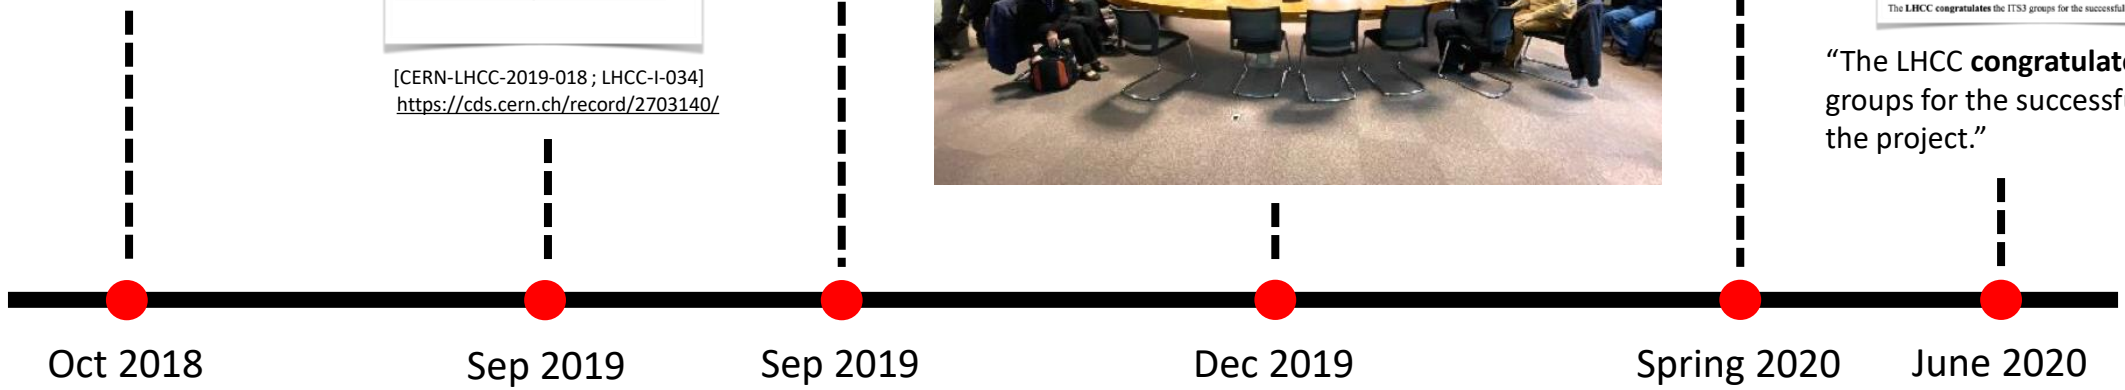 The LHCC congratulates the ITS3 groups for the successful
[CERN-LHCC-2019-018 ; LHCC-I-034]
https://cds.cern.ch/record/2703140/
“The LHCC congratulate
groups for the successf
the project.”
Oct 2018
Sep 2019
Sep 2019
Dec 2019
Spring 2020
June 2020